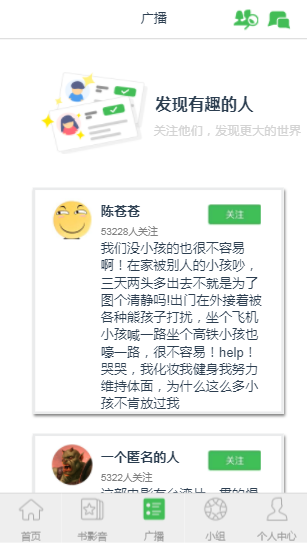 广播
发现有趣的人
关注他们，发现更大的世界
陈苍苍
关注
53228人关注
我们没小孩的也很不容易
啊！在家被别人的小孩吵，
三天两头多出去不就是为了
图个清静吗!出门在外接着被
各种熊孩子打扰，坐个飞机
小孩喊一路坐个高铁小孩也
嚎一路，很不容易！help！
哭哭，我化妆我健身我努力
维持体面，为什么这么多小
孩不肯放过我
一个匿名的人
关注
5322人关注
首页
书影音
广播
小组
个人中心